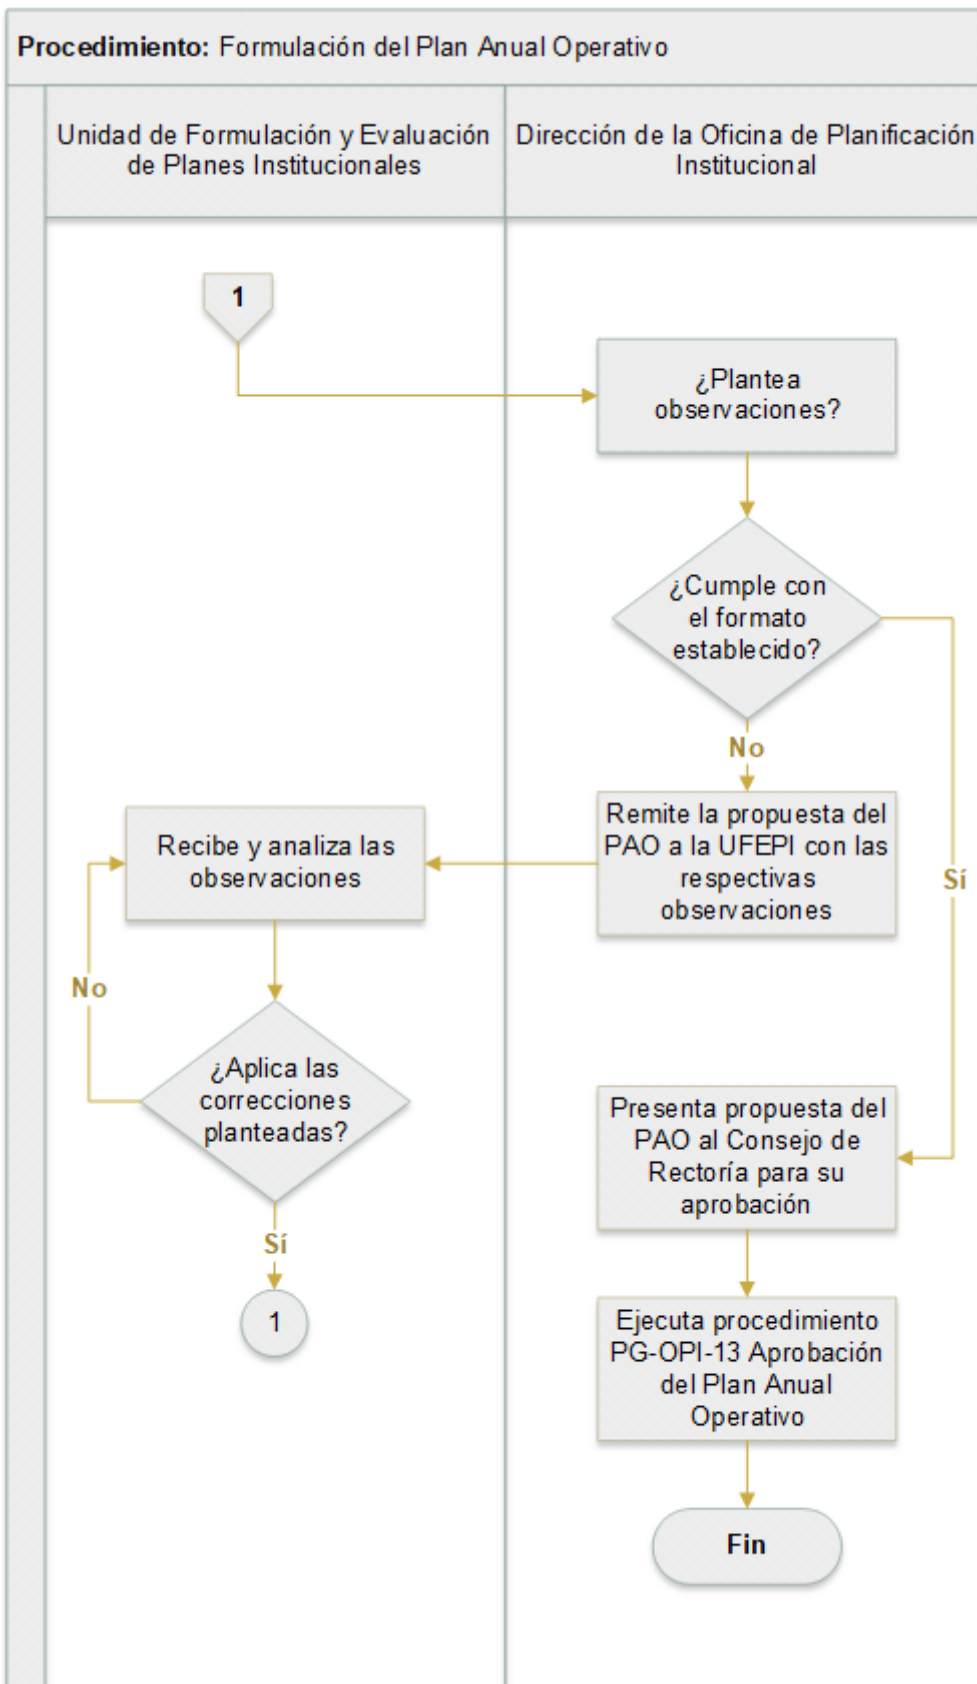 Procedimiento: Formulación del Plan Anual Operativo
Unidad de Formulación y Evaluación
de Planes Institucionales
Dirección de la Oficina de Planificación
Institucional
1
¿Plantea
observaciones?
¿Cumple con
el formato
establecido?
No
Sí
Remite la propuesta del
PAO a la UFEPI con las
respectivas
observaciones
Recibe y analiza las
observaciones
No
¿Aplica las
correcciones
planteadas?
Sí
1
Presenta propuesta del
PAO al Consejo de
Rectoría para su
aprobación
Ejecuta procedimiento
PG-OPI-13 Aprobación
del Plan Anual
Operativo
Fin